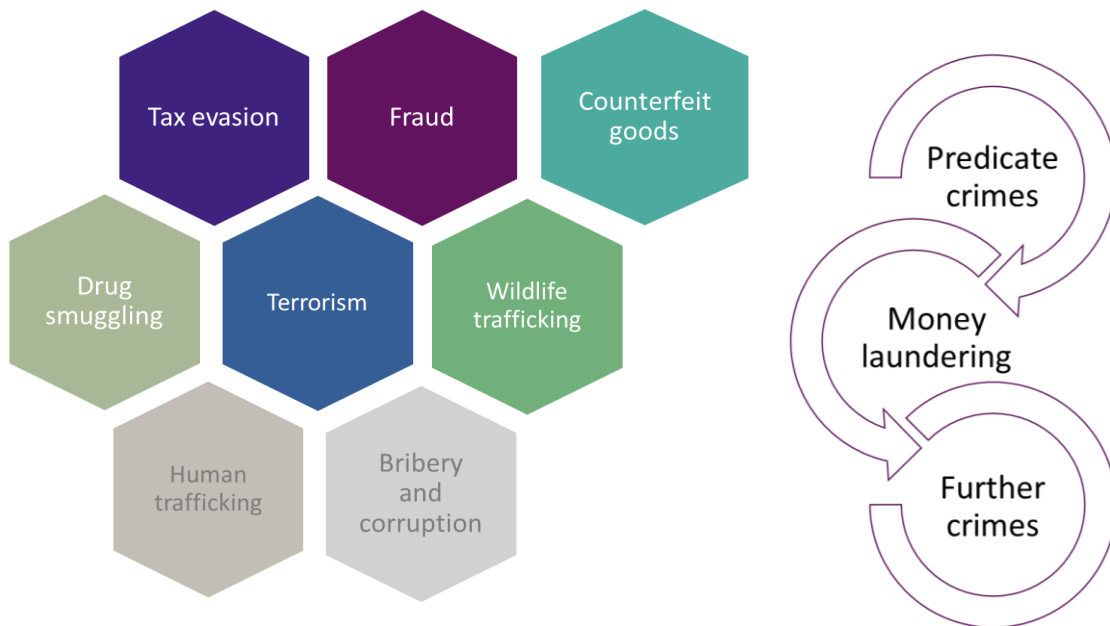 Tax evasion
Fraud
Counterfeit
goods
Drug
smuggling
Terrorism
Wildlife
trafficking
Human
trafficking
Bribery
and
corruption
Predicate
crimes
Money
laundering
Further
crimes